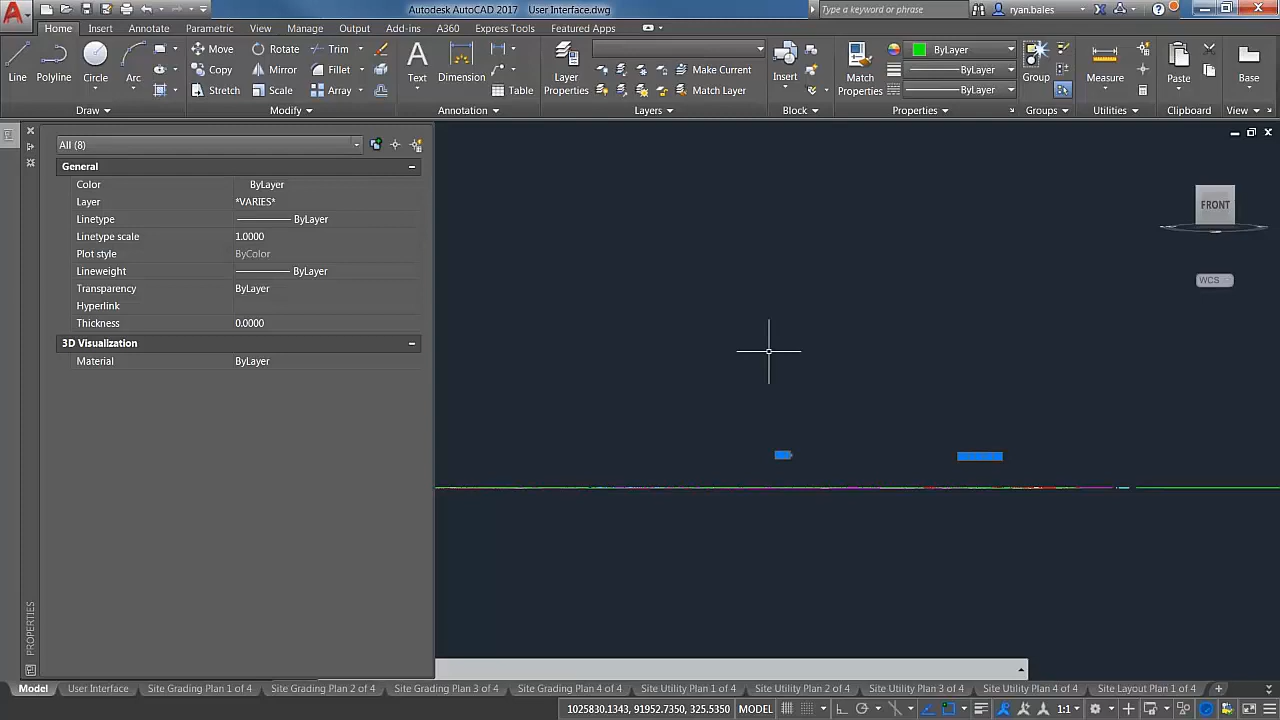 Autodesk AutoCAD 2017 User Interface.dwg
Type a keyword or phrase
ryan.bales
Home Insert Annotate Parametric View Manage Output Add-ins A360 Express Tools Featured Apps
Line Polyline Circle Arc
Move Rotate Trim
Copy Mirror Fillet
Stretch Scale Array
Text Dimension Table
Layer Properties
Make Current
Match Layer
Insert
Match Properties
ByLayer
ByLayer
ByLayer
Group Measure Paste Base
Draw Modify Annotation Layers Block Properties Groups Utilities Clipboard View
All (8)
General
Color ByLayer
Layer *VARIES*
Linetype ByLayer
Linetype scale 1.0000
Plot style ByColor
Lineweight ByLayer
Transparency ByLayer
Hyperlink
Thickness 0.0000
3D Visualization
Material ByLayer
PROPERTIES
FRONT
WCS
Model User Interface Site Grading Plan 1 of 4 Site Grading Plan 2 of 4 Site Grading Plan 3 of 4 Site Grading Plan 4 of 4 Site Utility Plan 1 of 4 Site Utility Plan 2 of 4 Site Utility Plan 3 of 4 Site Utility Plan 4 of 4 Site Layout Plan 1 of 4
1025830.1343, 91952.7350, 325.5350 MODEL 1:1